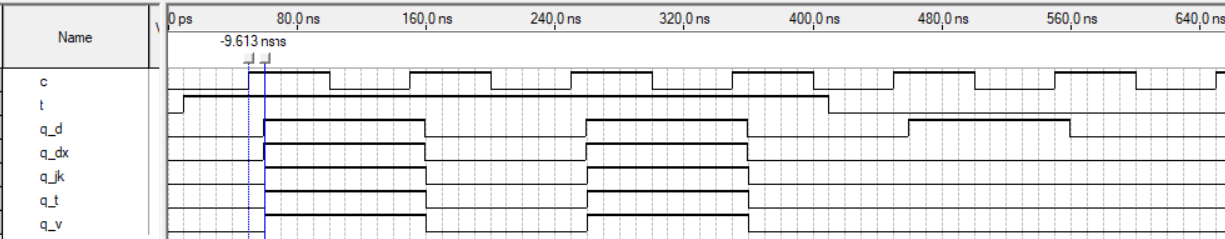 Name
0 ps 80.0 ns 160.0 ns 240.0 ns 320.0 ns 400.0 ns 480.0 ns 560.0 ns 640.0 ns
-9.613 ns
c
t
q_d
q_dx
q_jk
q_t
q_v